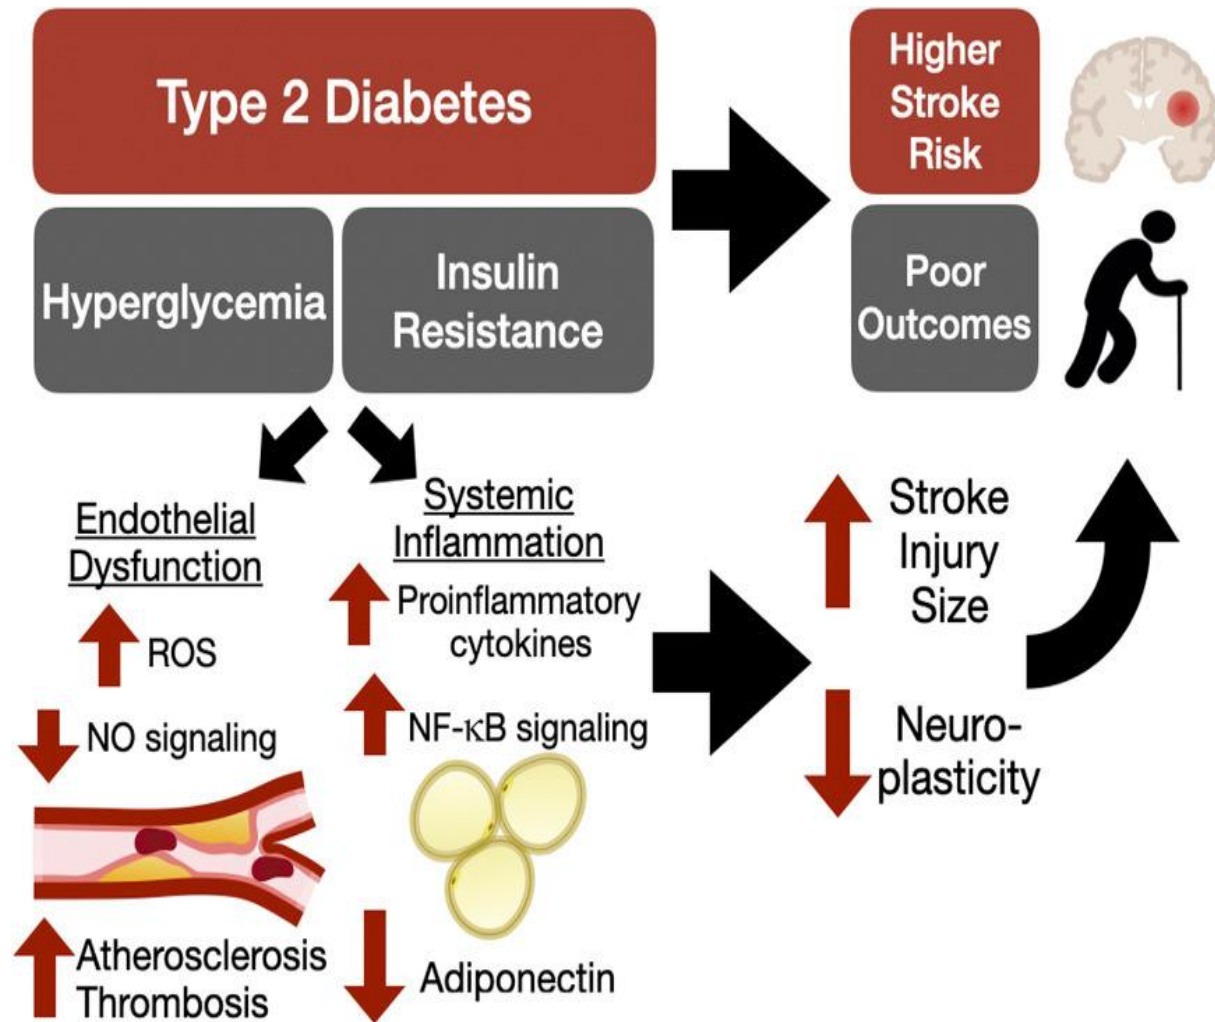 Type 2 Diabetes
Hyperglycemia
Insulin
Resistance
Higher
Stroke
Risk
Poor
Outcomes
Endothelial
Dysfunction
ROS
NO signaling
Atherosclerosis
Thrombosis
Systemic
Inflammation
Proinflammatory
cytokines
NF-κB signaling
Adiponectin
Stroke
Injury
Size
Neuro-
plasticity